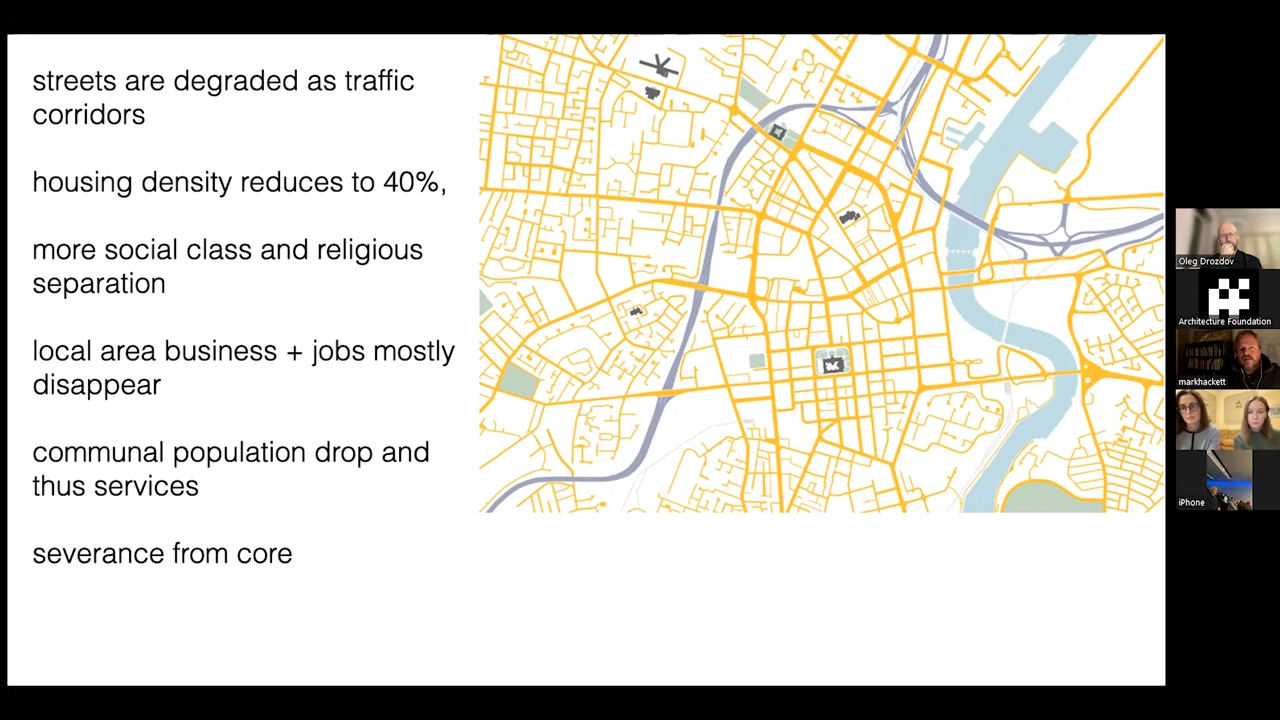 streets are degraded as traffic
corridors
housing density reduces to 40%,
more social class and religious
separation
local area business + jobs mostly
disappear
communal population drop and
thus services
severance from core
Oleg Drozdov
Architecture Foundation
markhackett
iPhone